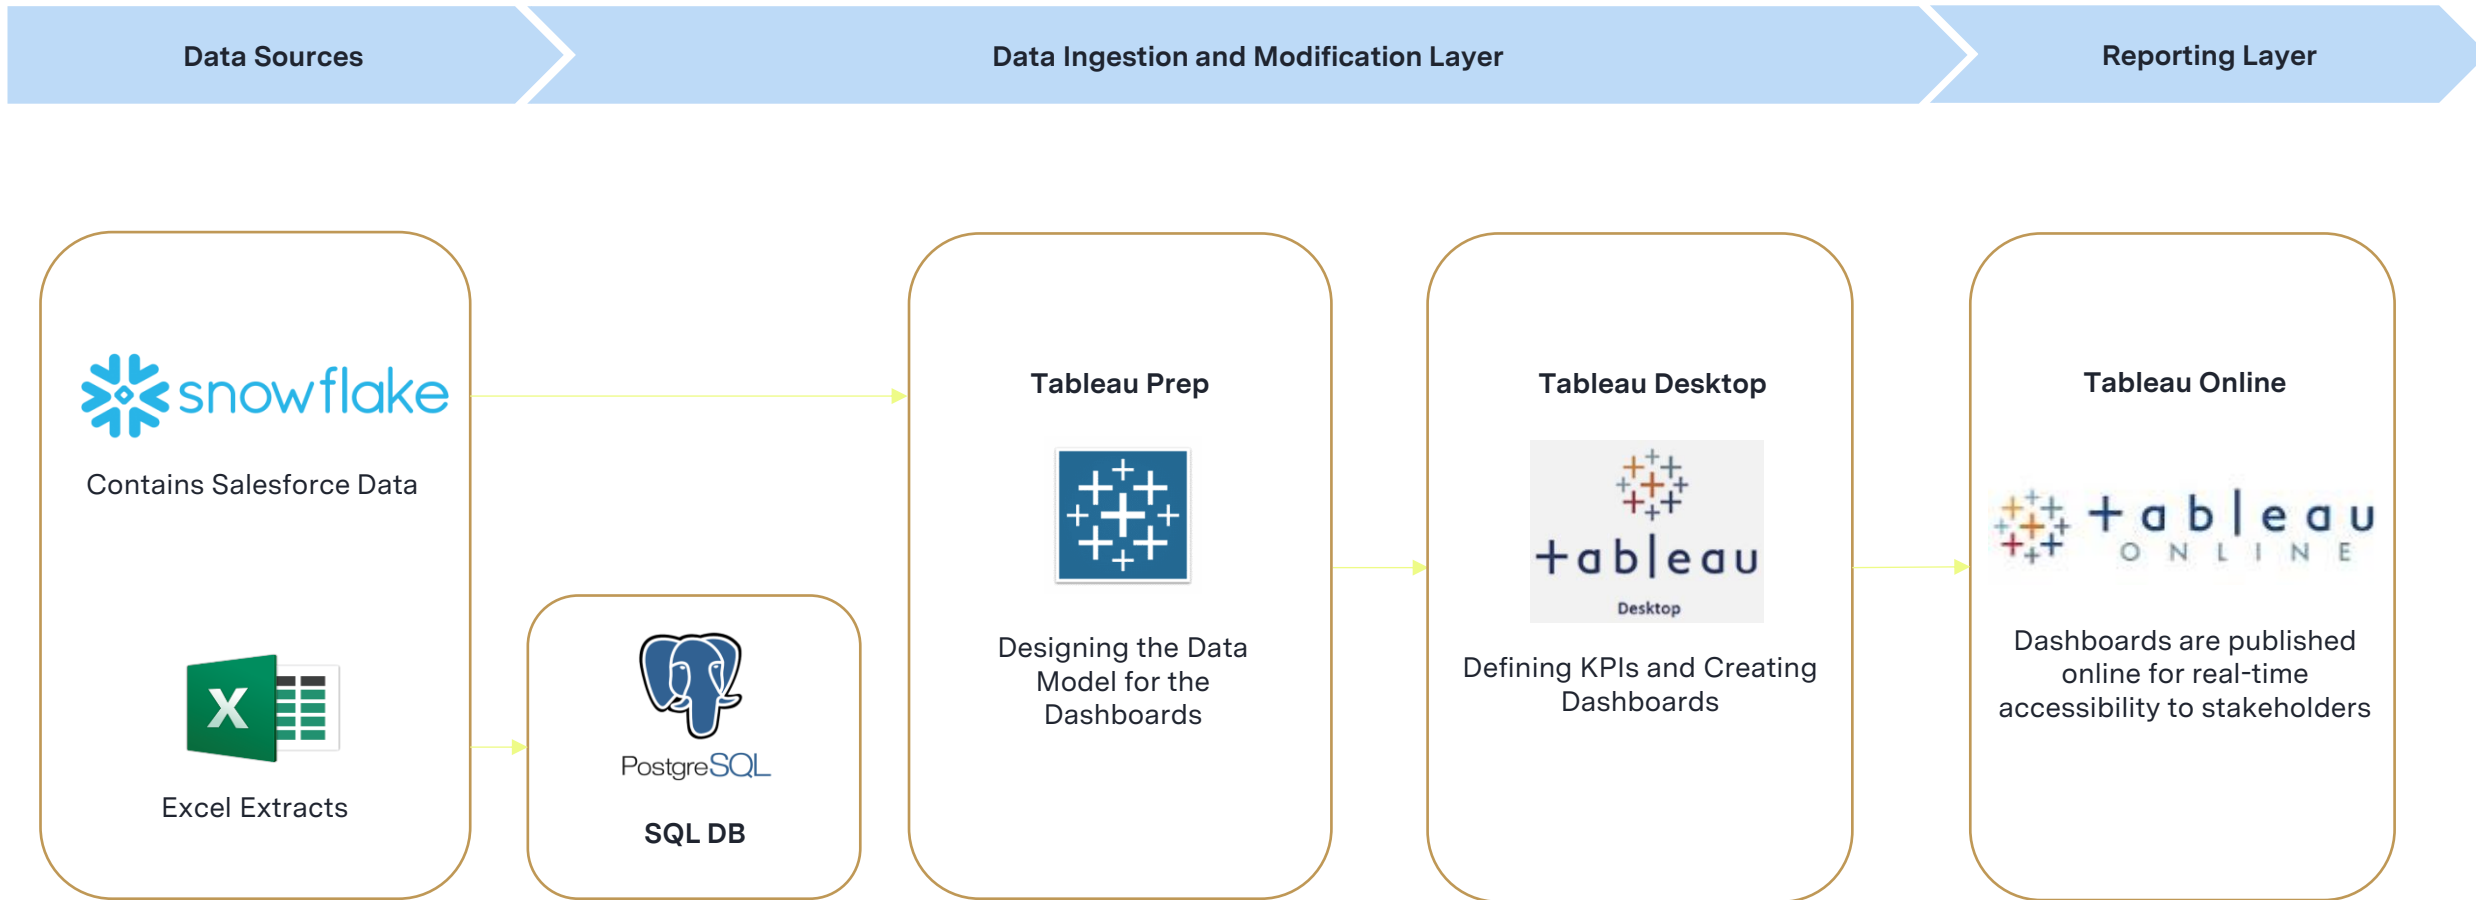 Data Sources
Data Ingestion and Modification Layer
Reporting Layer
snowflake
Contains Salesforce Data
X
Excel Extracts
PostgreSQL
SQL DB
Tableau Prep
Designing the Data
Model for the
Dashboards
Tableau Desktop
+ableau
Desktop
Defining KPIs and Creating
Dashboards
Tableau Online
+ableau
ONLINE
Dashboards are published
online for real-time
accessibility to stakeholders